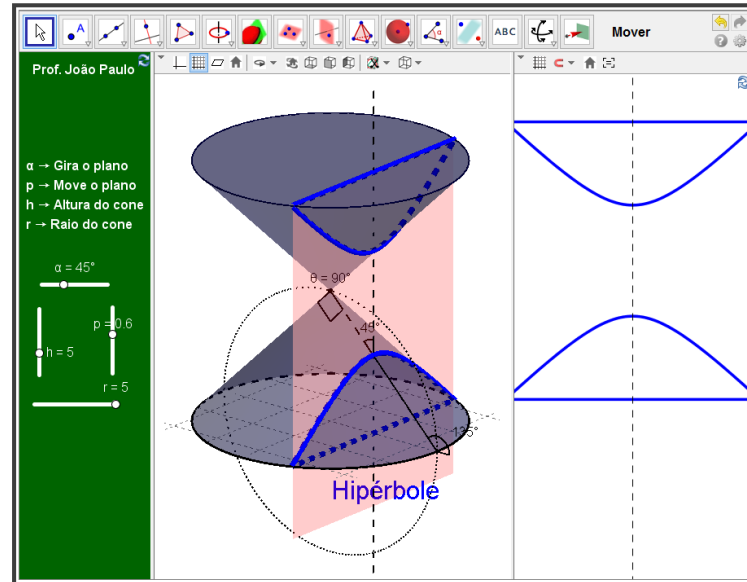 ABC
Mover
Prof. João Paulo
α → Gira o plano
p → Move o plano
h → Altura do cone
r → Raio do cone
α = 45°
p = 0.6
h = 5
r = 5
θ = 90°
45°
135°
Hipérbole